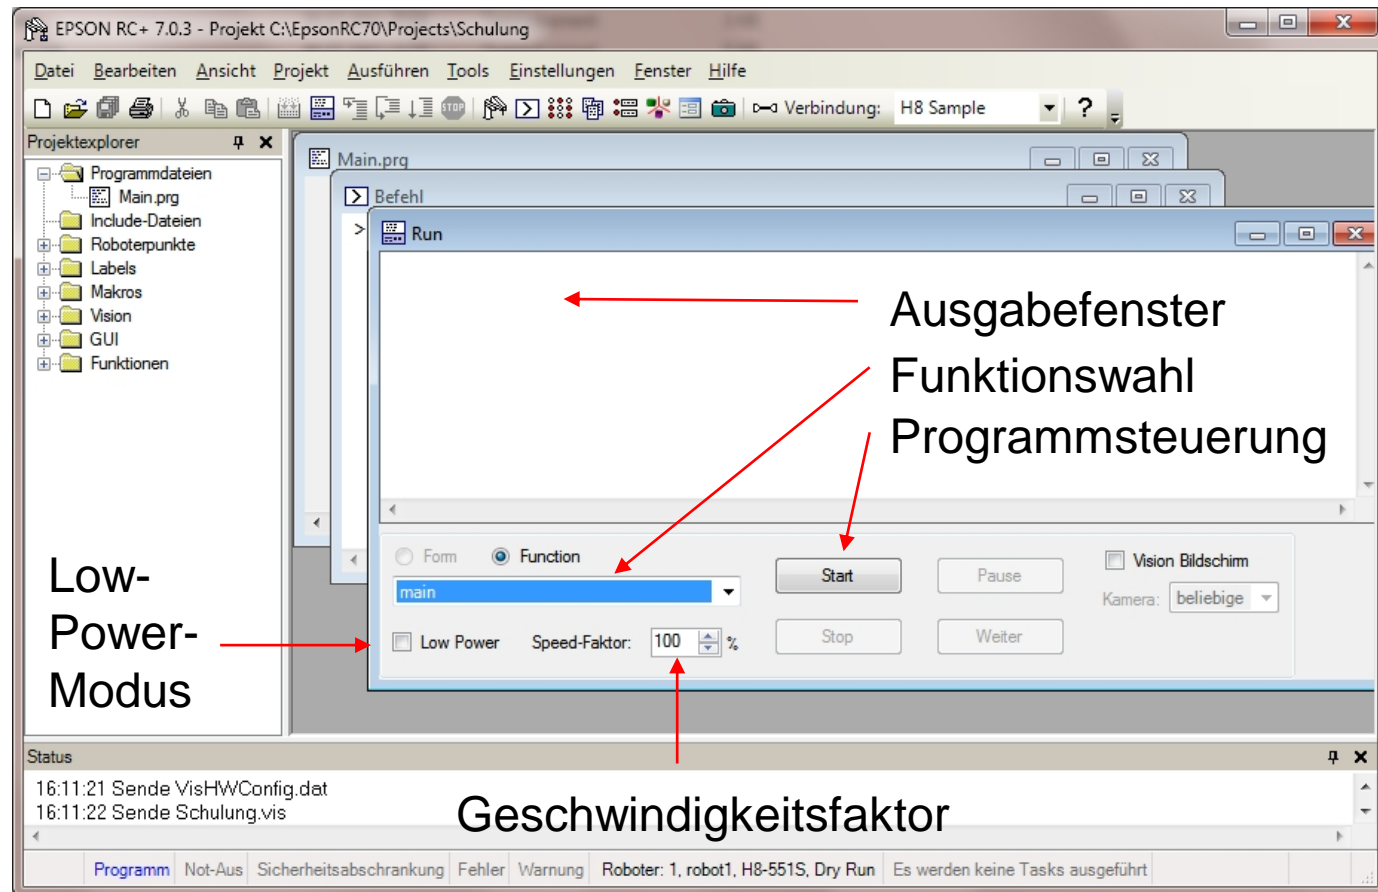 EPSON RC+ 7.0.3 - Projekt C:\EpsonRC70\Projects\Schulung
Datei Bearbeiten Ansicht Projekt Ausführen Tools Einstellungen Fenster Hilfe
STOP Verbindung: H8 Sample ?
Projektexplorer
Programmdateien
Main.prg
Include-Dateien
Roboterpunkte
Labels
Makros
Vision
GUI
Funktionen
Main.prg
Befehl
>
Run
Ausgabefenster
Funktionswahl
Programmsteuerung
Form Function
main
Start Pause
Vision Bildschirm
Kamera: beliebige
Low Power Speed-Faktor: 100 %
Stop Weiter
Low-
Power-
Modus
Geschwindigkeitsfaktor
Status
16:11:21 Sende VisHWConfig.dat
16:11:22 Sende Schulung.vis
Programm Not-Aus Sicherheitsabschrankung Fehler Warnung Roboter: 1, robot1, H8-551S, Dry Run Es werden keine Tasks ausgeführt